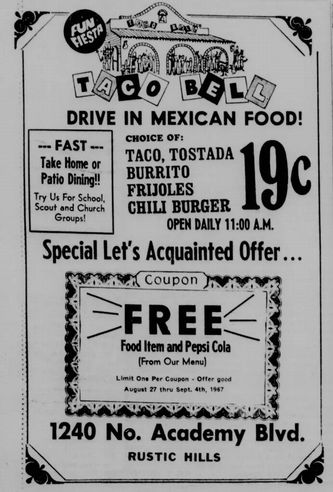 FUN
FIESTA
TACO BELL
DRIVE IN MEXICAN FOOD!
--- FAST ---
Take Home or
Patio Dining!!
Try Us For School,
Scout and Church
Groups!
CHOICE OF:
TACO, TOSTADA
BURRITO
FRIJOLES
CHILI BURGER
19c
OPEN DAILY 11:00 A.M.
Special Let's Acquainted Offer...
Coupon
FREE
Food Item and Pepsi Cola
(From Our Menu)
Limit One Per Coupon - Offer good
August 27 thru Sept. 4th, 1967
1240 No. Academy Blvd.
RUSTIC HILLS